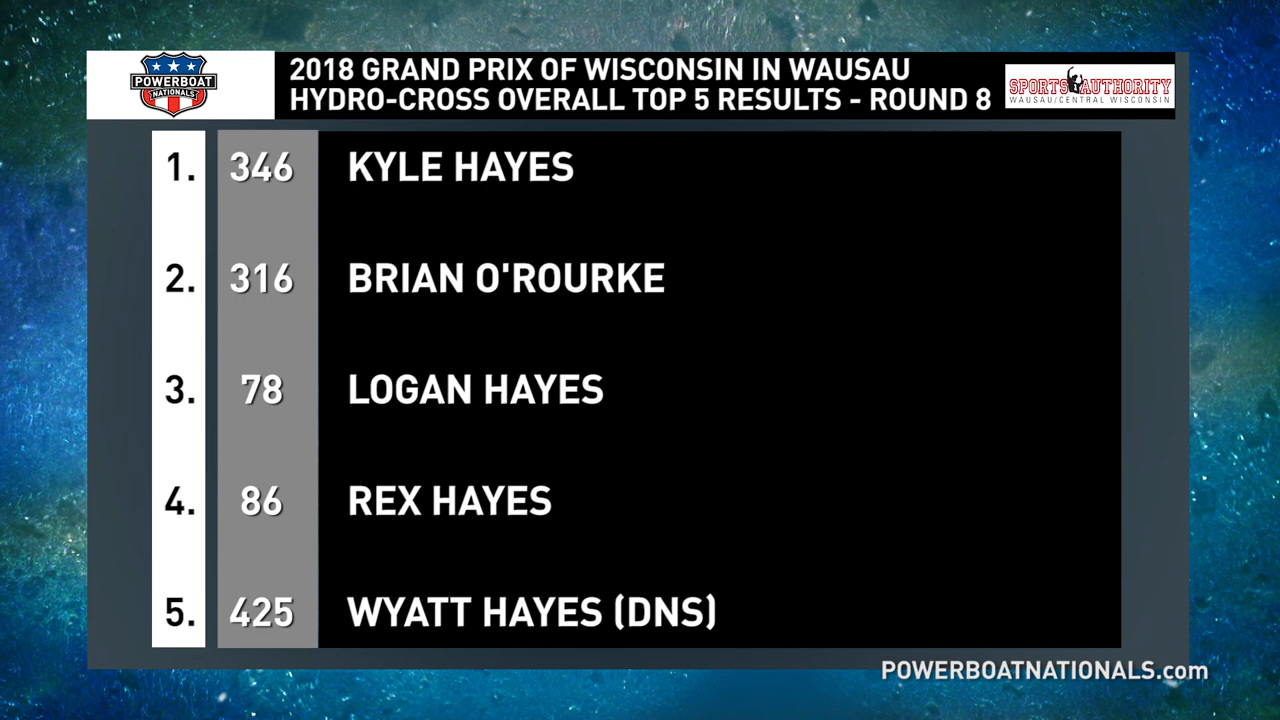 POWERBOAT
NATIONALS
2018 GRAND PRIX OF WISCONSIN IN WAUSAU
HYDRO-CROSS OVERALL TOP 5 RESULTS - ROUND 8
SPORTS AUTHORITY
WAUSAU/CENTRAL WISCONSIN
1. 346 KYLE HAYES
2. 316 BRIAN O'ROURKE
3. 78 LOGAN HAYES
4. 86 REX HAYES
5. 425 WYATT HAYES (DNS)
POWERBOATNATIONALS.com